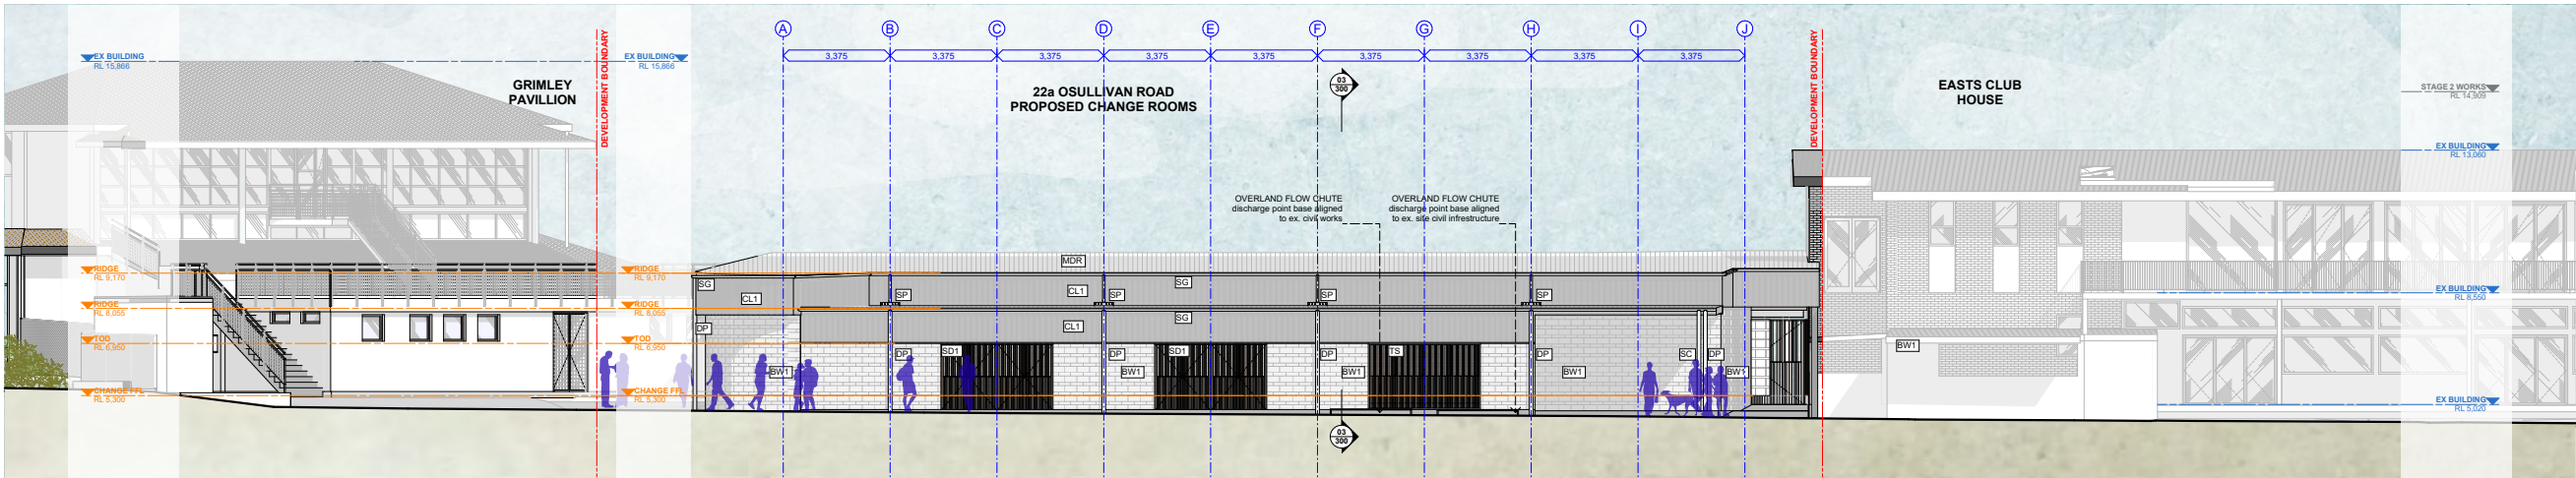 A
B
C
D
E
F
G
H
I
J
3,375
3,375
3,375
3,375
3,375
3,375
3,375
3,375
3,375
EX BUILDING
RL 15,866
EX BUILDING
RL 15,866
GRIMLEY
PAVILLION
DEVELOPMENT BOUNDARY
22a OSULLIVAN ROAD
PROPOSED CHANGE ROOMS
03
300
DEVELOPMENT BOUNDARY
EASTS CLUB
HOUSE
STAGE 2 WORKS
RL 14,909
EX BUILDING
RL 13,060
OVERLAND FLOW CHUTE
discharge point base aligned
to ex. civil works
OVERLAND FLOW CHUTE
discharge point base aligned
to ex. site civil infrestructure
MDR
RIDGE
RL 9,170
RIDGE
RL 9,170
SG
CL1
SP
CL1
SP
SG
SP
SP
EX BUILDING
RL 8,550
RIDGE
RL 8,055
RIDGE
RL 8,055
DP
CL1
SG
TOD
RL 6,950
TOD
RL 6,950
BW1
DP
SD1
DP
BW1
SD1
DP
BW1
TS
DP
BW1
SC
DP
BW1
BW1
CHANGE FFL
RL 5,300
CHANGE FFL
RL 5,300
EX BUILDING
RL 5,020
03
300